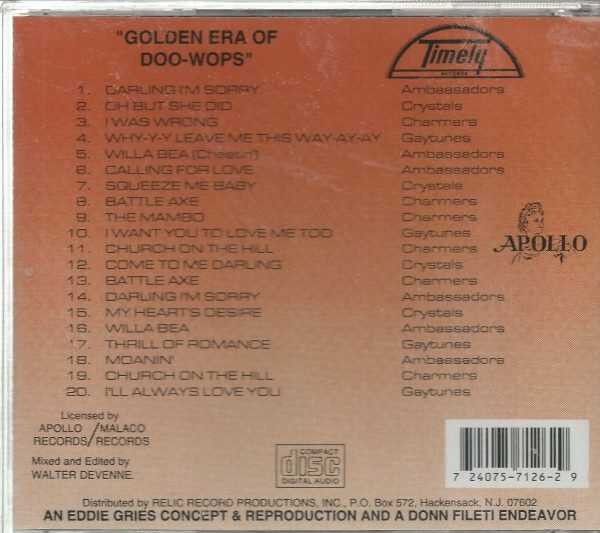 "GOLDEN ERA OF
DOO-WOPS"
Timely
RECORDS
1. DARLING I'M SORRY Ambassadors
2. OH BUT SHE DID Crystals
3. I WAS WRONG Charmers
4. WHY-Y-Y LEAVE ME THIS WAY-AY-AY Gaytunes
5. WILLA BEA (Cheatin') Ambassadors
6. CALLING FOR LOVE Ambassadors
7. SQUEEZE ME BABY Crystals
8. BATTLE AXE Charmers
9. THE MAMBO Charmers
10. I WANT YOU TO LOVE ME TOO Gaytunes
11. CHURCH ON THE HILL Charmers
12. COME TO ME DARLING Crystals
13. BATTLE AXE Charmers
14. DARLING I'M SORRY Ambassadors
15. MY HEART'S DESIRE Crystals
16. WILLA BEA Ambassadors
17. THRILL OF ROMANCE Gaytunes
18. MOANIN' Ambassadors
19. CHURCH ON THE HILL Charmers
20. I'LL ALWAYS LOVE YOU Gaytunes
APOLLO
Licensed by
APOLLO / MALACO
RECORDS / RECORDS
Mixed and Edited by
WALTER DEVENNE.
COMPACT
disc
DIGITAL AUDIO
7 24075-7126-2 9
Distributed by RELIC RECORD PRODUCTIONS, INC., P.O. Box 572, Hackensack, N.J. 07602
AN EDDIE GRIES CONCEPT & REPRODUCTION AND A DONN FILETI ENDEAVOR